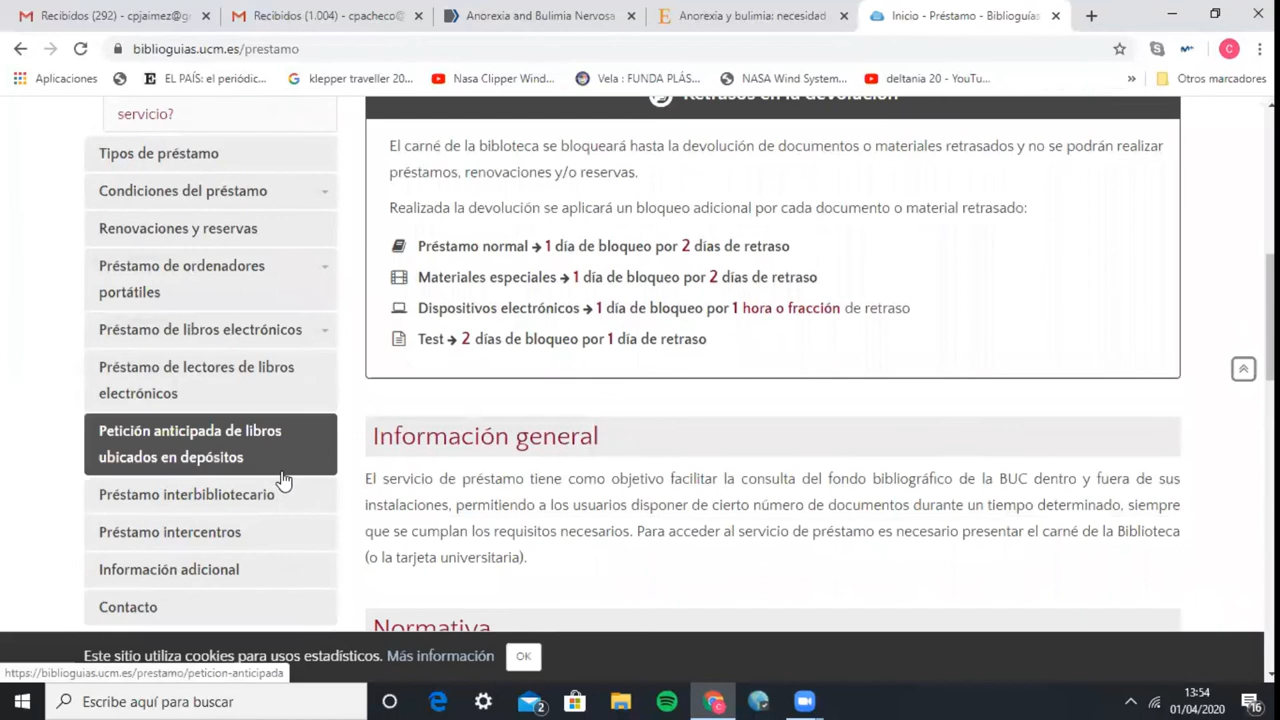 Recibidos (292) - cpjaimez@g
Recibidos (1.004) - cpacheco@
Anorexia and Bulimia Nervosa
Anorexia y bulimia: necesidad
Inicio - Préstamo - Biblioguías
biblioguias.ucm.es/prestamo
Aplicaciones
EL PAÍS: el periódic...
klepper traveller 20...
Nasa Clipper Wind...
Vela : FUNDA PLÁS...
NASA Wind System...
deltania 20 - YouTu...
Otros marcadores
servicio?
Tipos de préstamo
Condiciones del préstamo
Renovaciones y reservas
Préstamo de ordenadores
portátiles
Préstamo de libros electrónicos
Préstamo de lectores de libros
electrónicos
Petición anticipada de libros
ubicados en depósitos
Préstamo interbibliotecario
Préstamo intercentros
Información adicional
Contacto
Retrasos en la devolución
El carné de la bibloteca se bloqueará hasta la devolución de documentos o materiales retrasados y no se podrán realizar
préstamos, renovaciones y/o reservas.
Realizada la devolución se aplicará un bloqueo adicional por cada documento o material retrasado:
Préstamo normal → 1 día de bloqueo por 2 días de retraso
Materiales especiales → 1 día de bloqueo por 2 días de retraso
Dispositivos electrónicos → 1 día de bloqueo por 1 hora o fracción de retraso
Test → 2 días de bloqueo por 1 día de retraso
Información general
El servicio de préstamo tiene como objetivo facilitar la consulta del fondo bibliográfico de la BUC dentro y fuera de sus
instalaciones, permitiendo a los usuarios disponer de cierto número de documentos durante un tiempo determinado, siempre
que se cumplan los requisitos necesarios. Para acceder al servicio de préstamo es necesario presentar el carné de la Biblioteca
(o la tarjeta universitaria).
Normativa
Este sitio utiliza cookies para usos estadísticos. Más información
OK
https://biblioguias.ucm.es/prestamo/peticion-anticipada
Escribe aquí para buscar
2
13:54
01/04/2020
16